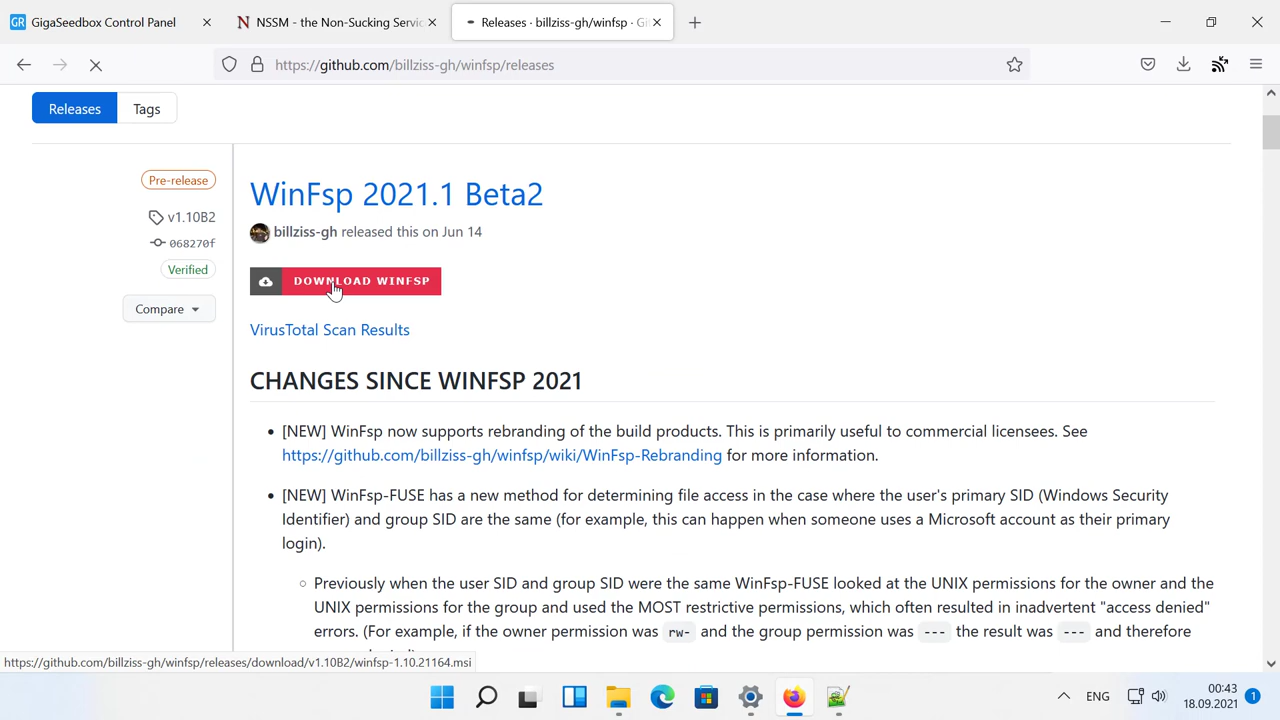 GigaSeedbox Control Panel
NSSM - the Non-Sucking Servic
Releases · billziss-gh/winfsp · Gi
https://github.com/billziss-gh/winfsp/releases
Releases
Tags
Pre-release
WinFsp 2021.1 Beta2
v1.10B2
billziss-gh released this on Jun 14
068270f
Verified
DOWNLOAD WINFSP
Compare
VirusTotal Scan Results
CHANGES SINCE WINFSP 2021
[NEW] WinFsp now supports rebranding of the build products. This is primarily useful to commercial licensees. See
https://github.com/billziss-gh/winfsp/wiki/WinFsp-Rebranding for more information.
[NEW] WinFsp-FUSE has a new method for determining file access in the case where the user's primary SID (Windows Security
Identifier) and group SID are the same (for example, this can happen when someone uses a Microsoft account as their primary
login).
Previously when the user SID and group SID were the same WinFsp-FUSE looked at the UNIX permissions for the owner and the
UNIX permissions for the group and used the MOST restrictive permissions, which often resulted in inadvertent "access denied"
errors. (For example, if the owner permission was rw- and the group permission was --- the result was --- and therefore
https://github.com/billziss-gh/winfsp/releases/download/v1.10B2/winfsp-1.10.21164.msi
ENG
00:43
18.09.2021
1